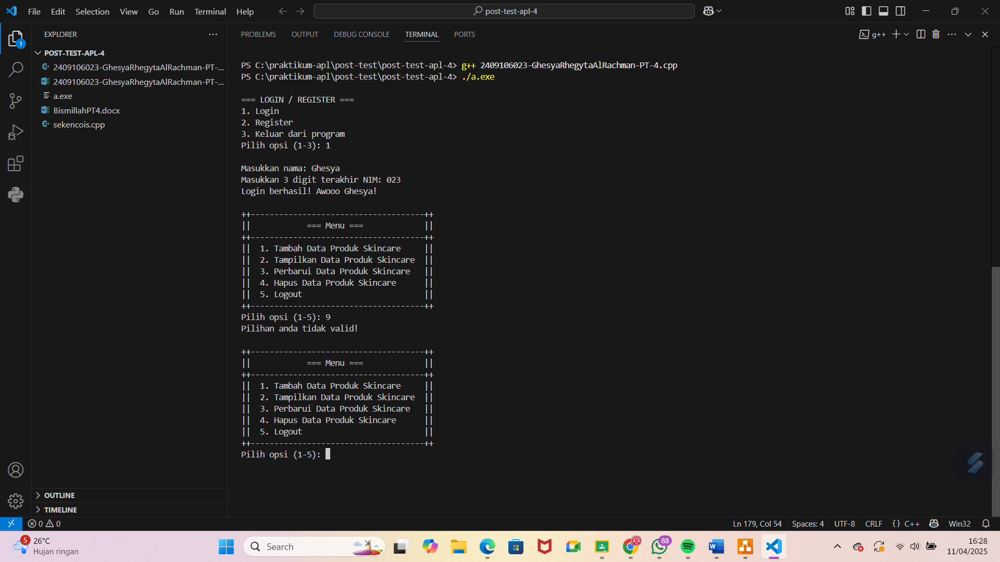 File Edit Selection View Go Run Terminal Help
post-test-apl-4
EXPLORER
1
POST-TEST-APL-4
2409106023-GhesyaRhegytaAlRachman-PT-...
2409106023-GhesyaRhegytaAlRachman-PT-...
a.exe
BismillahPT4.docx
sekencois.cpp
OUTLINE
TIMELINE
PROBLEMS OUTPUT DEBUG CONSOLE TERMINAL PORTS
g++
PS C:\praktikum-apl\post-test\post-test-apl-4> g++ 2409106023-GhesyaRhegytaAlRachman-PT-4.cpp
PS C:\praktikum-apl\post-test\post-test-apl-4> ./a.exe
=== LOGIN / REGISTER ===
1. Login
2. Register
3. Keluar dari program
Pilih opsi (1-3): 1
Masukkan nama: Ghesya
Masukkan 3 digit terakhir NIM: 023
Login berhasil! Awooo Ghesya!
++-------------------------------------++
||            === Menu ===             ||
++-------------------------------------++
||  1. Tambah Data Produk Skincare     ||
||  2. Tampilkan Data Produk Skincare  ||
||  3. Perbarui Data Produk Skincare   ||
||  4. Hapus Data Produk Skincare      ||
||  5. Logout                          ||
++-------------------------------------++
Pilih opsi (1-5): 9
Pilihan anda tidak valid!
++-------------------------------------++
||            === Menu ===             ||
++-------------------------------------++
||  1. Tambah Data Produk Skincare     ||
||  2. Tampilkan Data Produk Skincare  ||
||  3. Perbarui Data Produk Skincare   ||
||  4. Hapus Data Produk Skincare      ||
||  5. Logout                          ||
++-------------------------------------++
Pilih opsi (1-5):
0 0
Ln 179, Col 54 Spaces: 4 UTF-8 CRLF {} C++ Win32
5
26°C
Hujan ringan
Search
88
16:28
11/04/2025